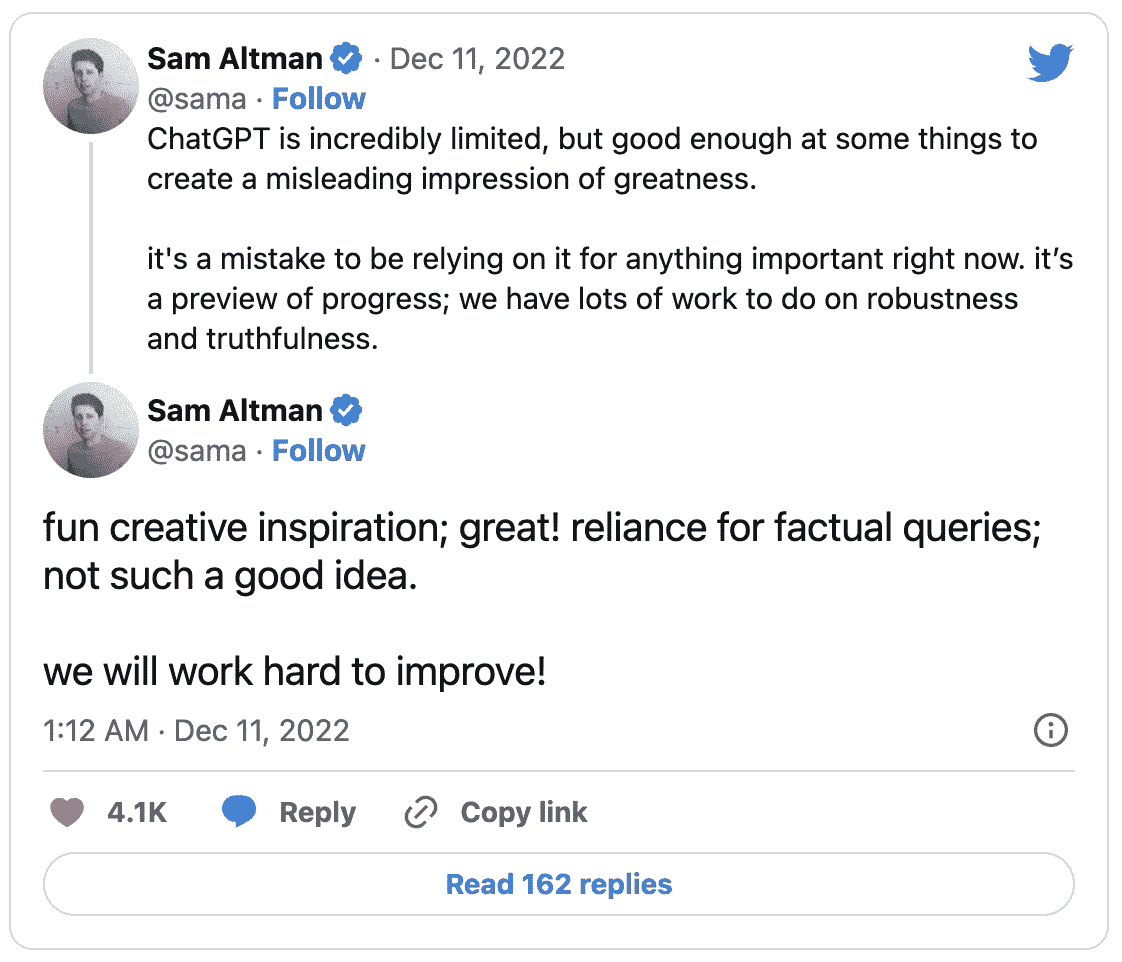 Sam Altman · Dec 11, 2022
@sama · Follow
ChatGPT is incredibly limited, but good enough at some things to
create a misleading impression of greatness.
it's a mistake to be relying on it for anything important right now. it’s
a preview of progress; we have lots of work to do on robustness
and truthfulness.
Sam Altman
@sama · Follow
fun creative inspiration; great! reliance for factual queries;
not such a good idea.
we will work hard to improve!
1:12 AM · Dec 11, 2022
4.1K Reply Copy link
Read 162 replies